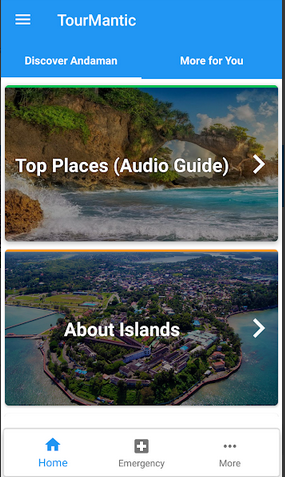 TourMantic
Discover Andaman
More for You
Top Places (Audio Guide)
About Islands
Home
Emergency
More